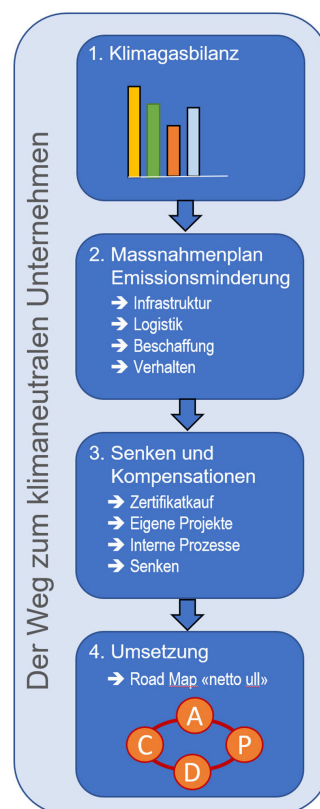 Der Weg zum klimaneutralen Unternehmen
1. Klimagasbilanz
2. Massnahmenplan
Emissionsminderung
➔ Infrastruktur
➔ Logistik
➔ Beschaffung
➔ Verhalten
3. Senken und
Kompensationen
➔ Zertifikatkauf
➔ Eigene Projekte
➔ Interne Prozesse
➔ Senken
4. Umsetzung
➔ Road Map «netto ull»
A
C P
D